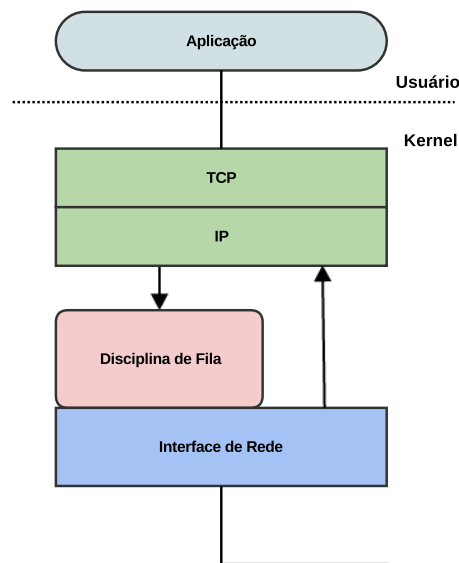 Aplicação
Usuário
Kernel
TCP
IP
Disciplina de Fila
Interface de Rede